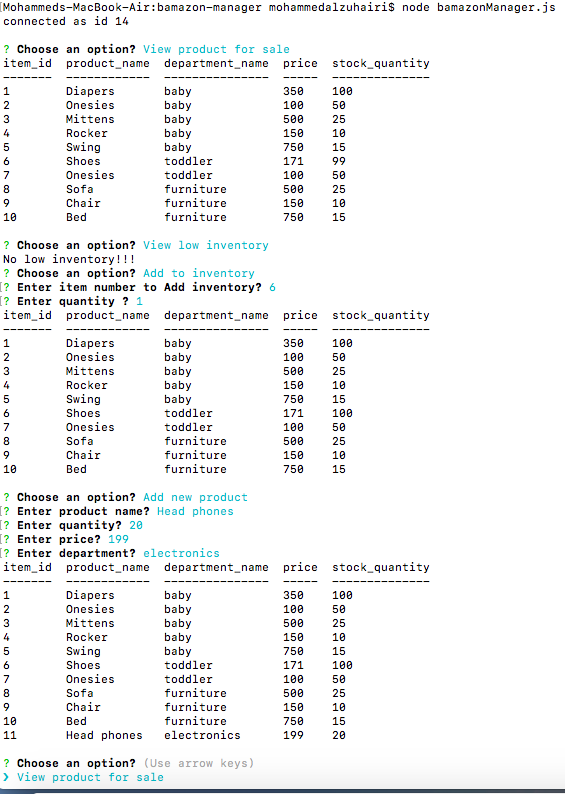 [Mohammeds-MacBook-Air:bamazon-manager mohammedalzuhairi$ node bamazonManager.js
connected as id 14
? Choose an option? View product for sale
item_id  product_name  department_name  price  stock_quantity
-------  ------------  ---------------  -----  --------------
1        Diapers       baby             350    100
2        Onesies       baby             100    50
3        Mittens       baby             500    25
4        Rocker        baby             150    10
5        Swing         baby             750    15
6        Shoes         toddler          171    99
7        Onesies       toddler          100    50
8        Sofa          furniture        500    25
9        Chair         furniture        150    10
10       Bed           furniture        750    15
? Choose an option? View low inventory
No low inventory!!!
? Choose an option? Add to inventory
[? Enter item number to Add inventory? 6
[? Enter quantity ? 1
item_id  product_name  department_name  price  stock_quantity
-------  ------------  ---------------  -----  --------------
1        Diapers       baby             350    100
2        Onesies       baby             100    50
3        Mittens       baby             500    25
4        Rocker        baby             150    10
5        Swing         baby             750    15
6        Shoes         toddler          171    100
7        Onesies       toddler          100    50
8        Sofa          furniture        500    25
9        Chair         furniture        150    10
10       Bed           furniture        750    15
? Choose an option? Add new product
[? Enter product name? Head phones
[? Enter quantity? 20
[? Enter price? 199
[? Enter department? electronics
item_id  product_name  department_name  price  stock_quantity
-------  ------------  ---------------  -----  --------------
1        Diapers       baby             350    100
2        Onesies       baby             100    50
3        Mittens       baby             500    25
4        Rocker        baby             150    10
5        Swing         baby             750    15
6        Shoes         toddler          171    100
7        Onesies       toddler          100    50
8        Sofa          furniture        500    25
9        Chair         furniture        150    10
10       Bed           furniture        750    15
11       Head phones   electronics      199    20
? Choose an option? (Use arrow keys)
❯ View product for sale